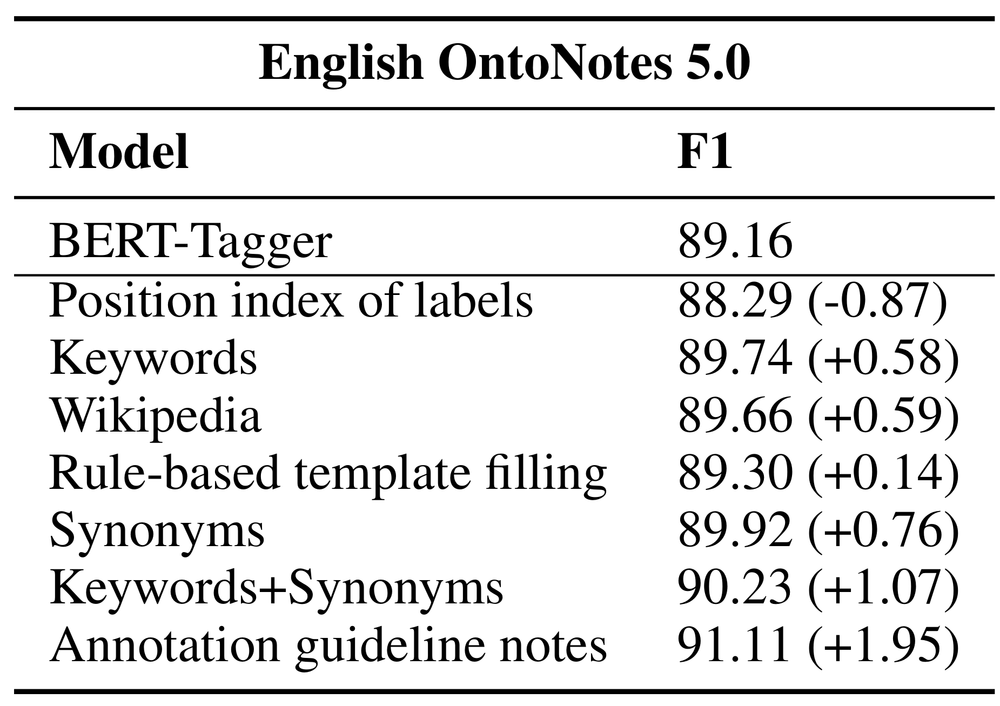 English OntoNotes 5.0
Model F1
BERT-Tagger 89.16
Position index of labels 88.29 (-0.87)
Keywords 89.74 (+0.58)
Wikipedia 89.66 (+0.59)
Rule-based template filling 89.30 (+0.14)
Synonyms 89.92 (+0.76)
Keywords+Synonyms 90.23 (+1.07)
Annotation guideline notes 91.11 (+1.95)